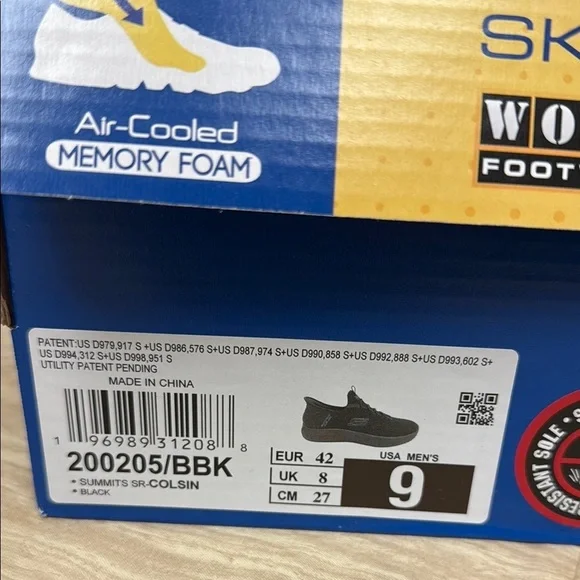 SK
Air-Cooled
MEMORY FOAM
WO
FOOT
PATENT:US D979,917 S +US D986,576 S+US D987,974 S+US D990,858 S+US D992,888 S+US D993,602 S+
US D994,312 S+US D998,951 S
UTILITY PATENT PENDING
MADE IN CHINA
1 96989 31208 8
200205/BBK
• SUMMITS SR-COLSIN
• BLACK
EUR 42
UK 8
CM 27
USA MEN'S
9
RESISTANT SOLE